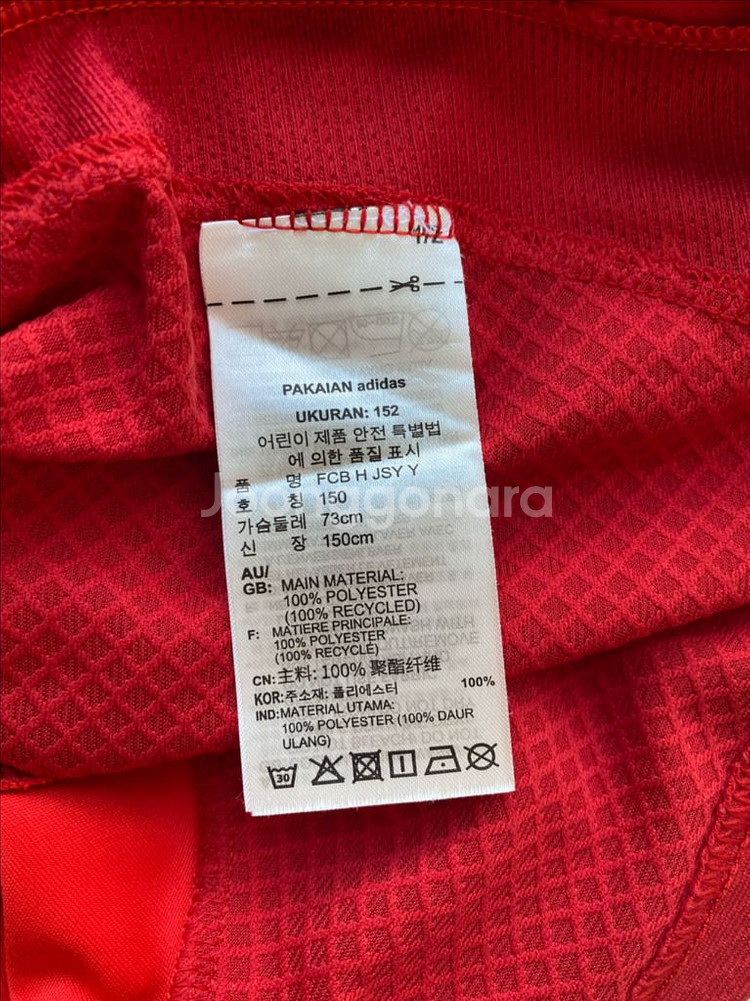 1/2
PAKAIAN adidas
UKURAN: 152
어린이 제품 안전 특별법
에 의한 품질 표시
품 명 FCB H JSY Y
호 칭 150
가슴둘레 73cm
신 장 150cm
AU/
GB: MAIN MATERIAL:
100% POLYESTER
(100% RECYCLED)
F: MATIERE PRINCIPALE:
100% POLYESTER
(100% RECYCLÉ)
CN: 主料: 100% 聚酯纤维
KOR: 주소재: 폴리에스터 100%
IND: MATERIAL UTAMA:
100% POLYESTER (100% DAUR
ULANG)
30
Joonggonara